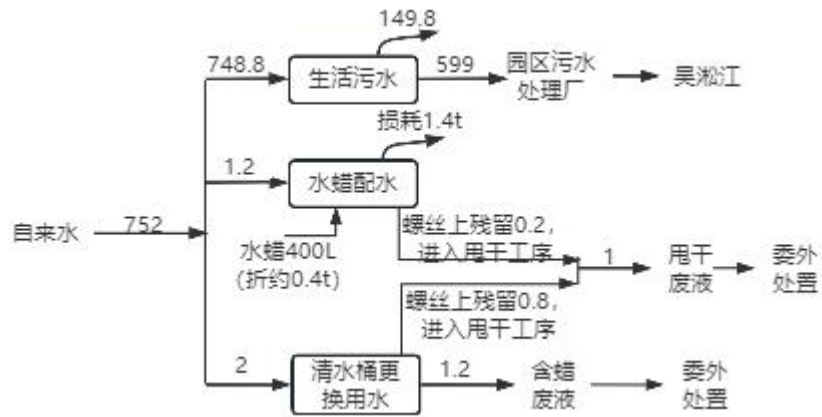 149.8
748.8
生活污水
599
园区污水
处理厂
吴淞江
损耗1.4t
1.2
水蜡配水
自来水
752
水蜡400L
(折约0.4t)
螺丝上残留0.2,
进入甩干工序
1
甩干
废液
委外
处置
螺丝上残留0.8,
进入甩干工序
2
清水桶更
换用水
1.2
含蜡
废液
委外
处置